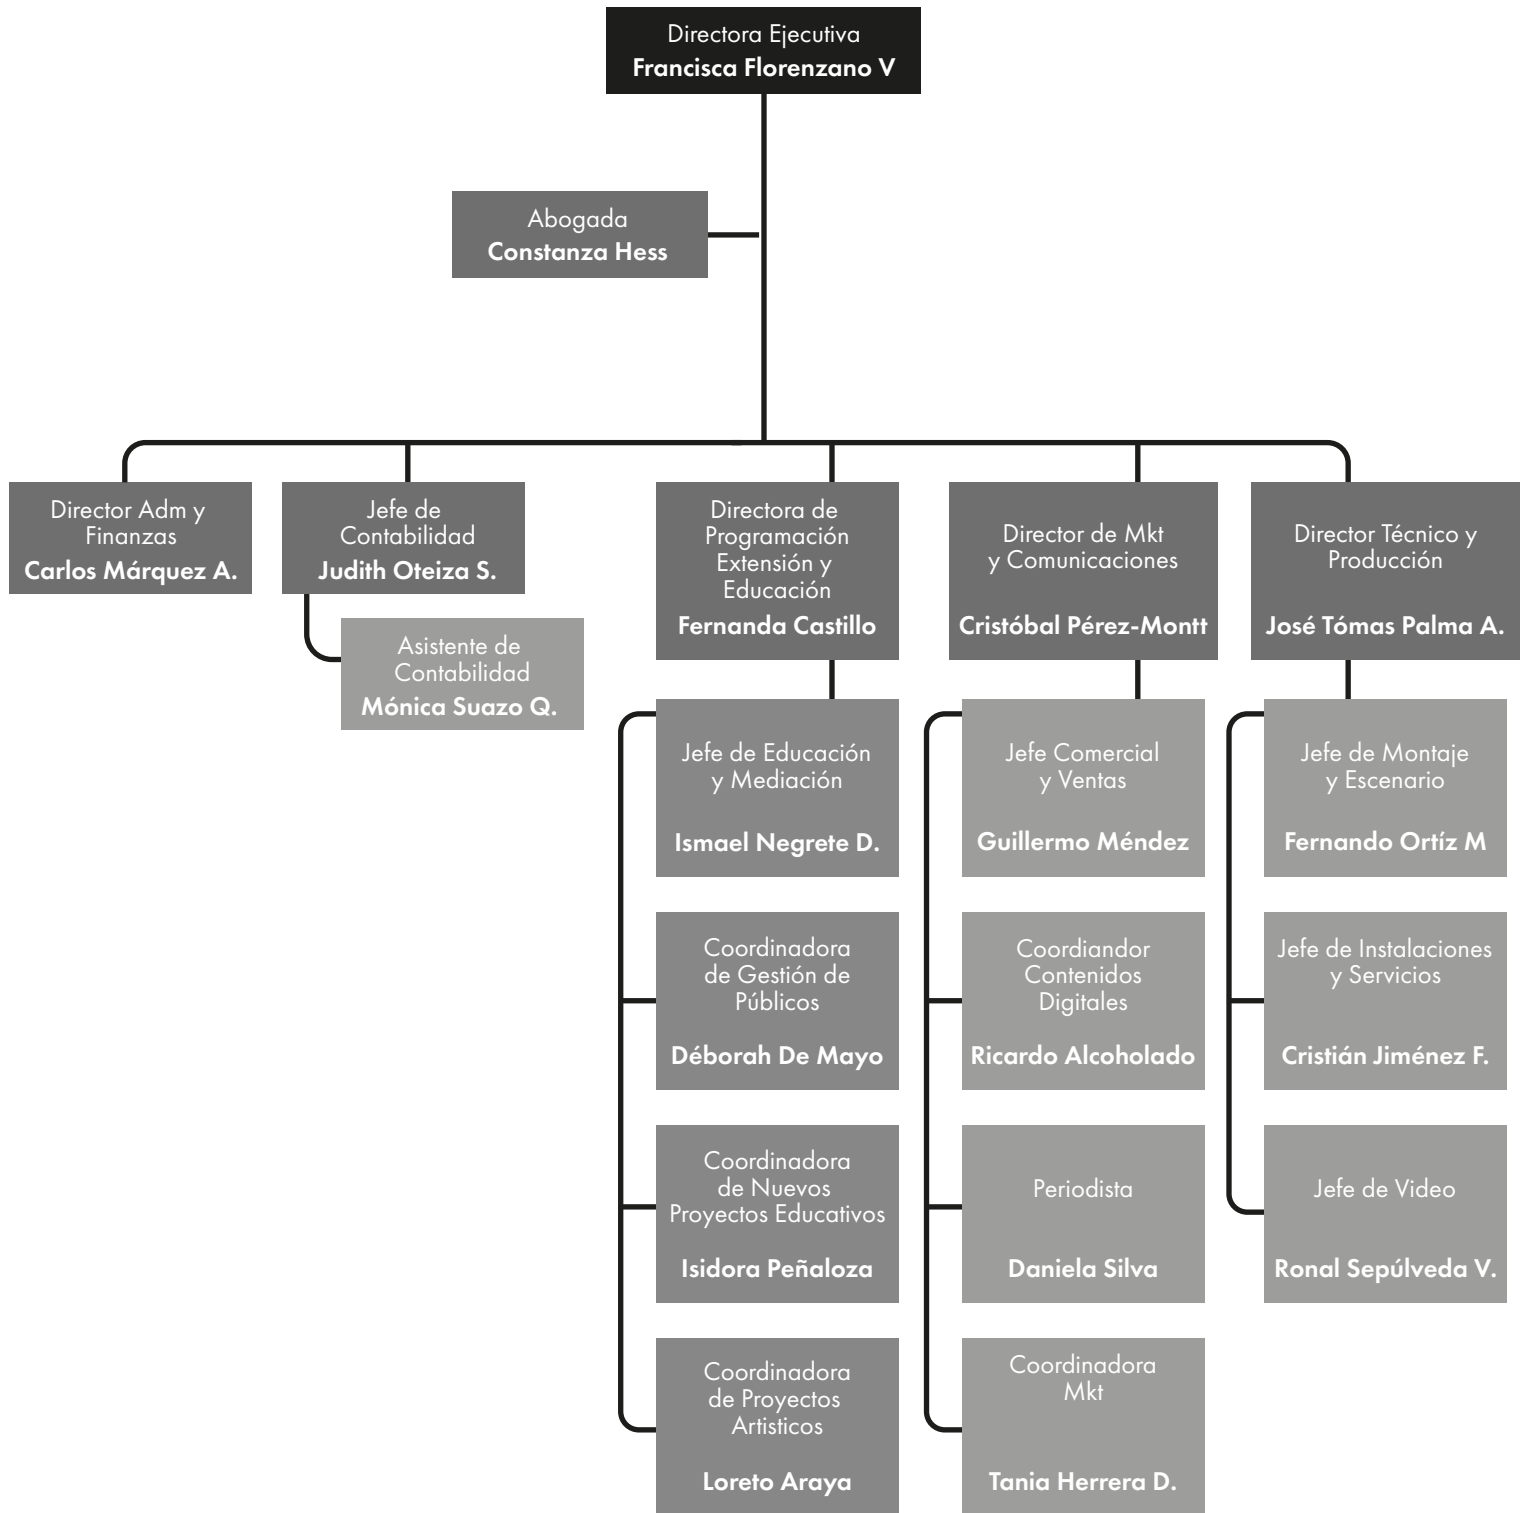 Directora Ejecutiva
Francisca Florenzano V
Abogada
Constanza Hess
Director Adm y
Finanzas
Carlos Márquez A.
Jefe de
Contabilidad
Judith Oteiza S.
Asistente de
Contabilidad
Mónica Suazo Q.
Directora de
Programación
Extensión y
Educación
Fernanda Castillo
Jefe de Educación
y Mediación
Ismael Negrete D.
Coordinadora
de Gestión de
Públicos
Déborah De Mayo
Coordinadora
de Nuevos
Proyectos Educativos
Isidora Peñaloza
Coordinadora
de Proyectos
Artisticos
Loreto Araya
Director de Mkt
y Comunicaciones
Cristóbal Pérez-Montt
Jefe Comercial
y Ventas
Guillermo Méndez
Coordiandor
Contenidos
Digitales
Ricardo Alcoholado
Periodista
Daniela Silva
Coordinadora
Mkt
Tania Herrera D.
Director Técnico y
Producción
José Tómas Palma A.
Jefe de Montaje
y Escenario
Fernando Ortíz M
Jefe de Instalaciones
y Servicios
Cristián Jiménez F.
Jefe de Video
Ronal Sepúlveda V.